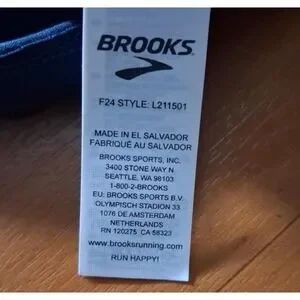 BROOKS
F24 STYLE: L211501
MADE IN EL SALVADOR
FABRIQUÉ AU SALVADOR
BROOKS SPORTS, INC.
3400 STONE WAY N
SEATTLE, WA 98103
1-800-2-BROOKS
EU: BROOKS SPORTS B.V.
OLYMPISCH STADION 33
1076 DE AMSTERDAM
NETHERLANDS
RN 120275 CA 58323
www.brooksrunning.com
RUN HAPPY!